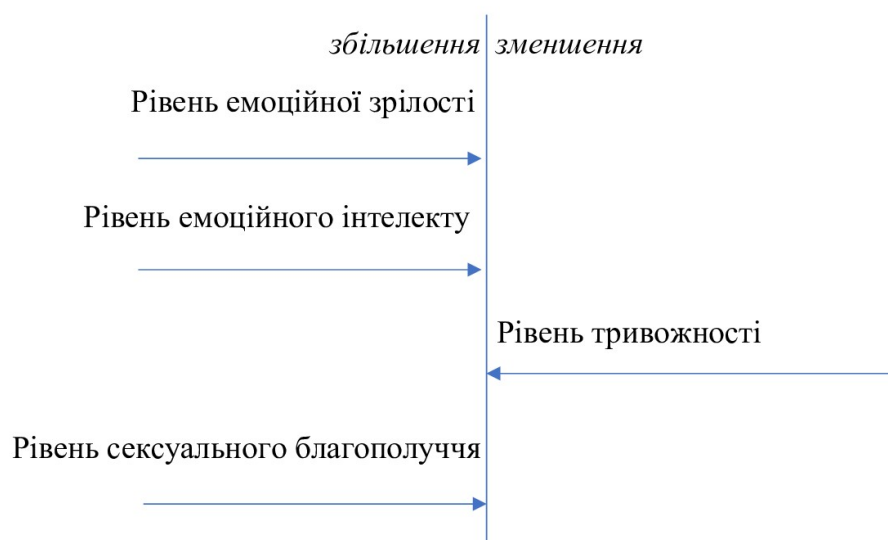 збільшення зменшення
Рівень емоційної зрілості
Рівень емоційного інтелекту
Рівень тривожності
Рівень сексуального благополуччя